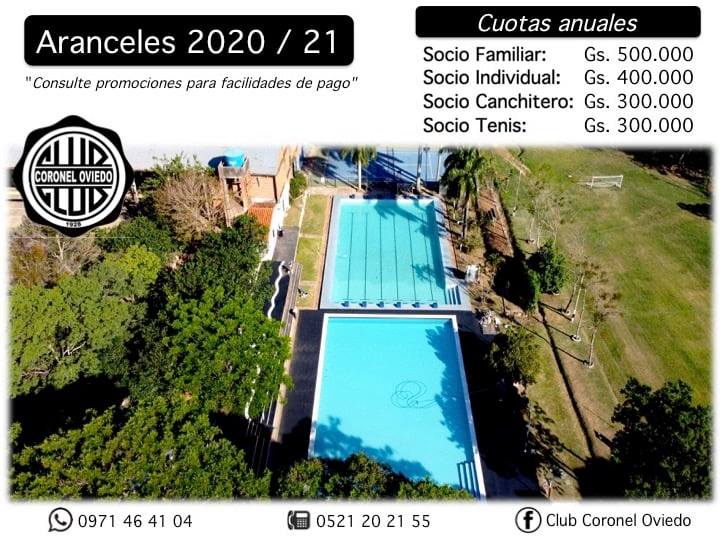 Aranceles 2020 / 21
"Consulte promociones para facilidades de pago"
Cuotas anuales
Socio Familiar: Gs. 500.000
Socio Individual: Gs. 400.000
Socio Canchitero: Gs. 300.000
Socio Tenis: Gs. 300.000
CLUB
CORONEL OVIEDO
CLUB
1928
0971 46 41 04
0521 20 21 55
Club Coronel Oviedo